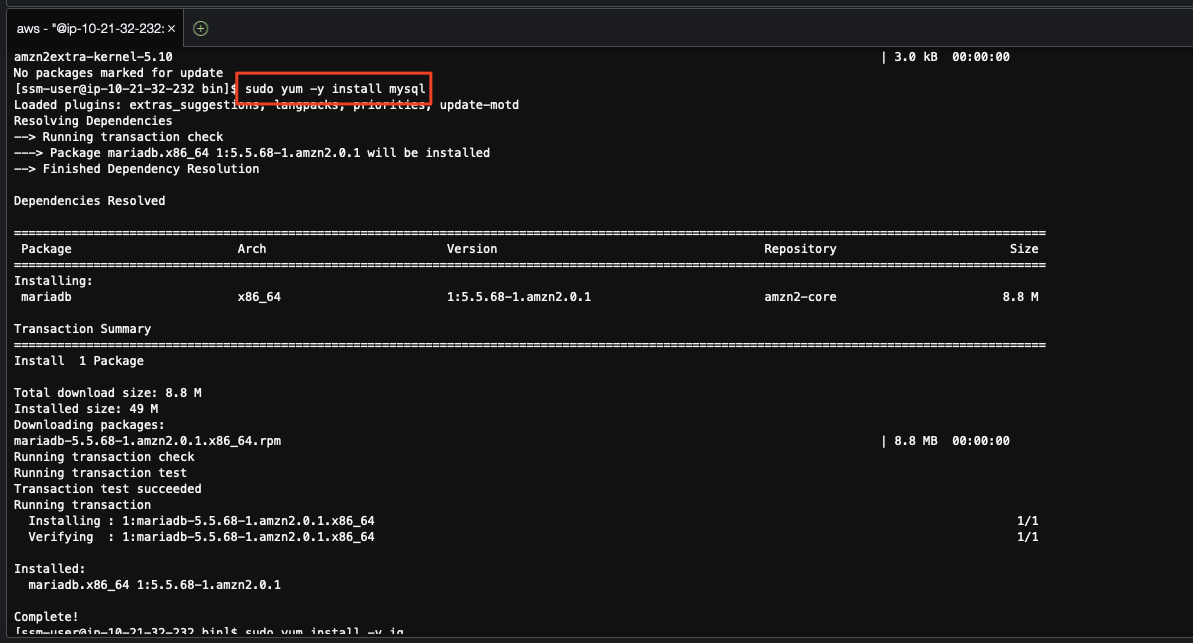 aws - "@ip-10-21-32-232: ×
amzn2extra-kernel-5.10 | 3.0 kB 00:00:00
No packages marked for update
[ssm-user@ip-10-21-32-232 bin]$ sudo yum -y install mysql
Loaded plugins: extras_suggestions, langpacks, priorities, update-motd
Resolving Dependencies
--> Running transaction check
---> Package mariadb.x86_64 1:5.5.68-1.amzn2.0.1 will be installed
--> Finished Dependency Resolution
Dependencies Resolved
================================================================================
Package Arch Version Repository Size
================================================================================
Installing:
mariadb x86_64 1:5.5.68-1.amzn2.0.1 amzn2-core 8.8 M
Transaction Summary
================================================================================
Install 1 Package
Total download size: 8.8 M
Installed size: 49 M
Downloading packages:
mariadb-5.5.68-1.amzn2.0.1.x86_64.rpm | 8.8 MB 00:00:00
Running transaction check
Running transaction test
Transaction test succeeded
Running transaction
Installing : 1:mariadb-5.5.68-1.amzn2.0.1.x86_64 1/1
Verifying : 1:mariadb-5.5.68-1.amzn2.0.1.x86_64 1/1
Installed:
mariadb.x86_64 1:5.5.68-1.amzn2.0.1
Complete!
[ssm-user@ip-10-21-32-232 bin]$ sudo yum install -y